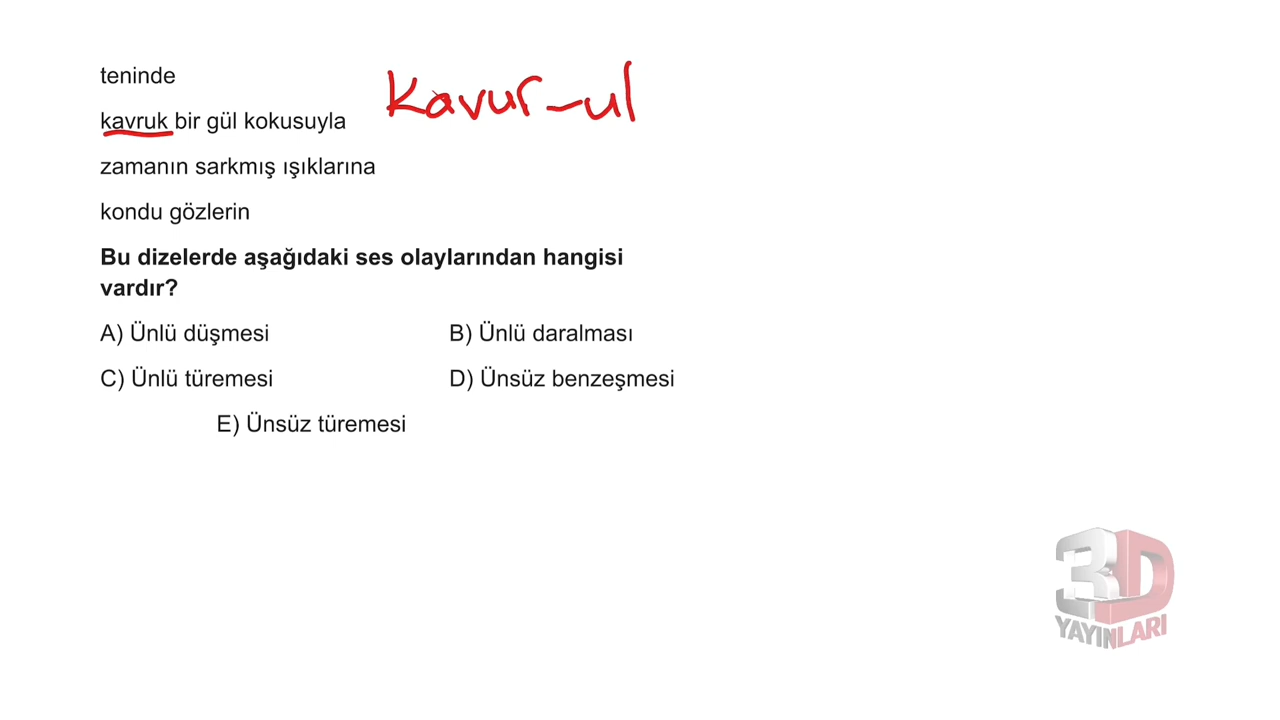 teninde
kavruk bir gül kokusuyla
Kavur-ul
zamanın sarkmış ışıklarına
kondu gözlerin
Bu dizelerde aşağıdaki ses olaylarından hangisi
vardır?
A) Ünlü düşmesi
B) Ünlü daralması
C) Ünlü türemesi
D) Ünsüz benzeşmesi
E) Ünsüz türemesi
3D
YAYINLARI